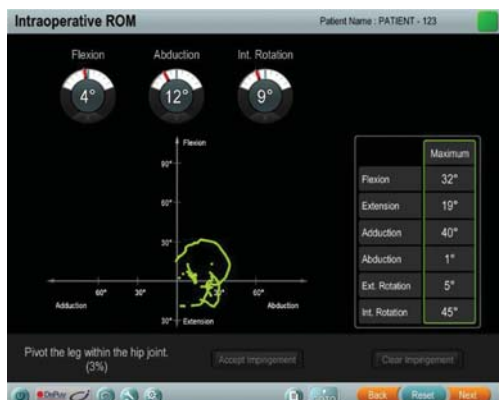 Intraoperative ROM
Patient Name : PATIENT - 123
Flexion
Abduction
Int. Rotation
4°
12°
9°
Flexion
90°
60°
30°
60°
30°
60°
Adduction
Abduction
30°
Extension
Maximum
Flexion 32°
Extension 19°
Adduction 40°
Abduction 1°
Ext. Rotation 5°
Int. Rotation 45°
Pivot the leg within the hip joint.
(3%)
Accept Impingement
Clear Impingement
DePuy
Back
Reset
Next